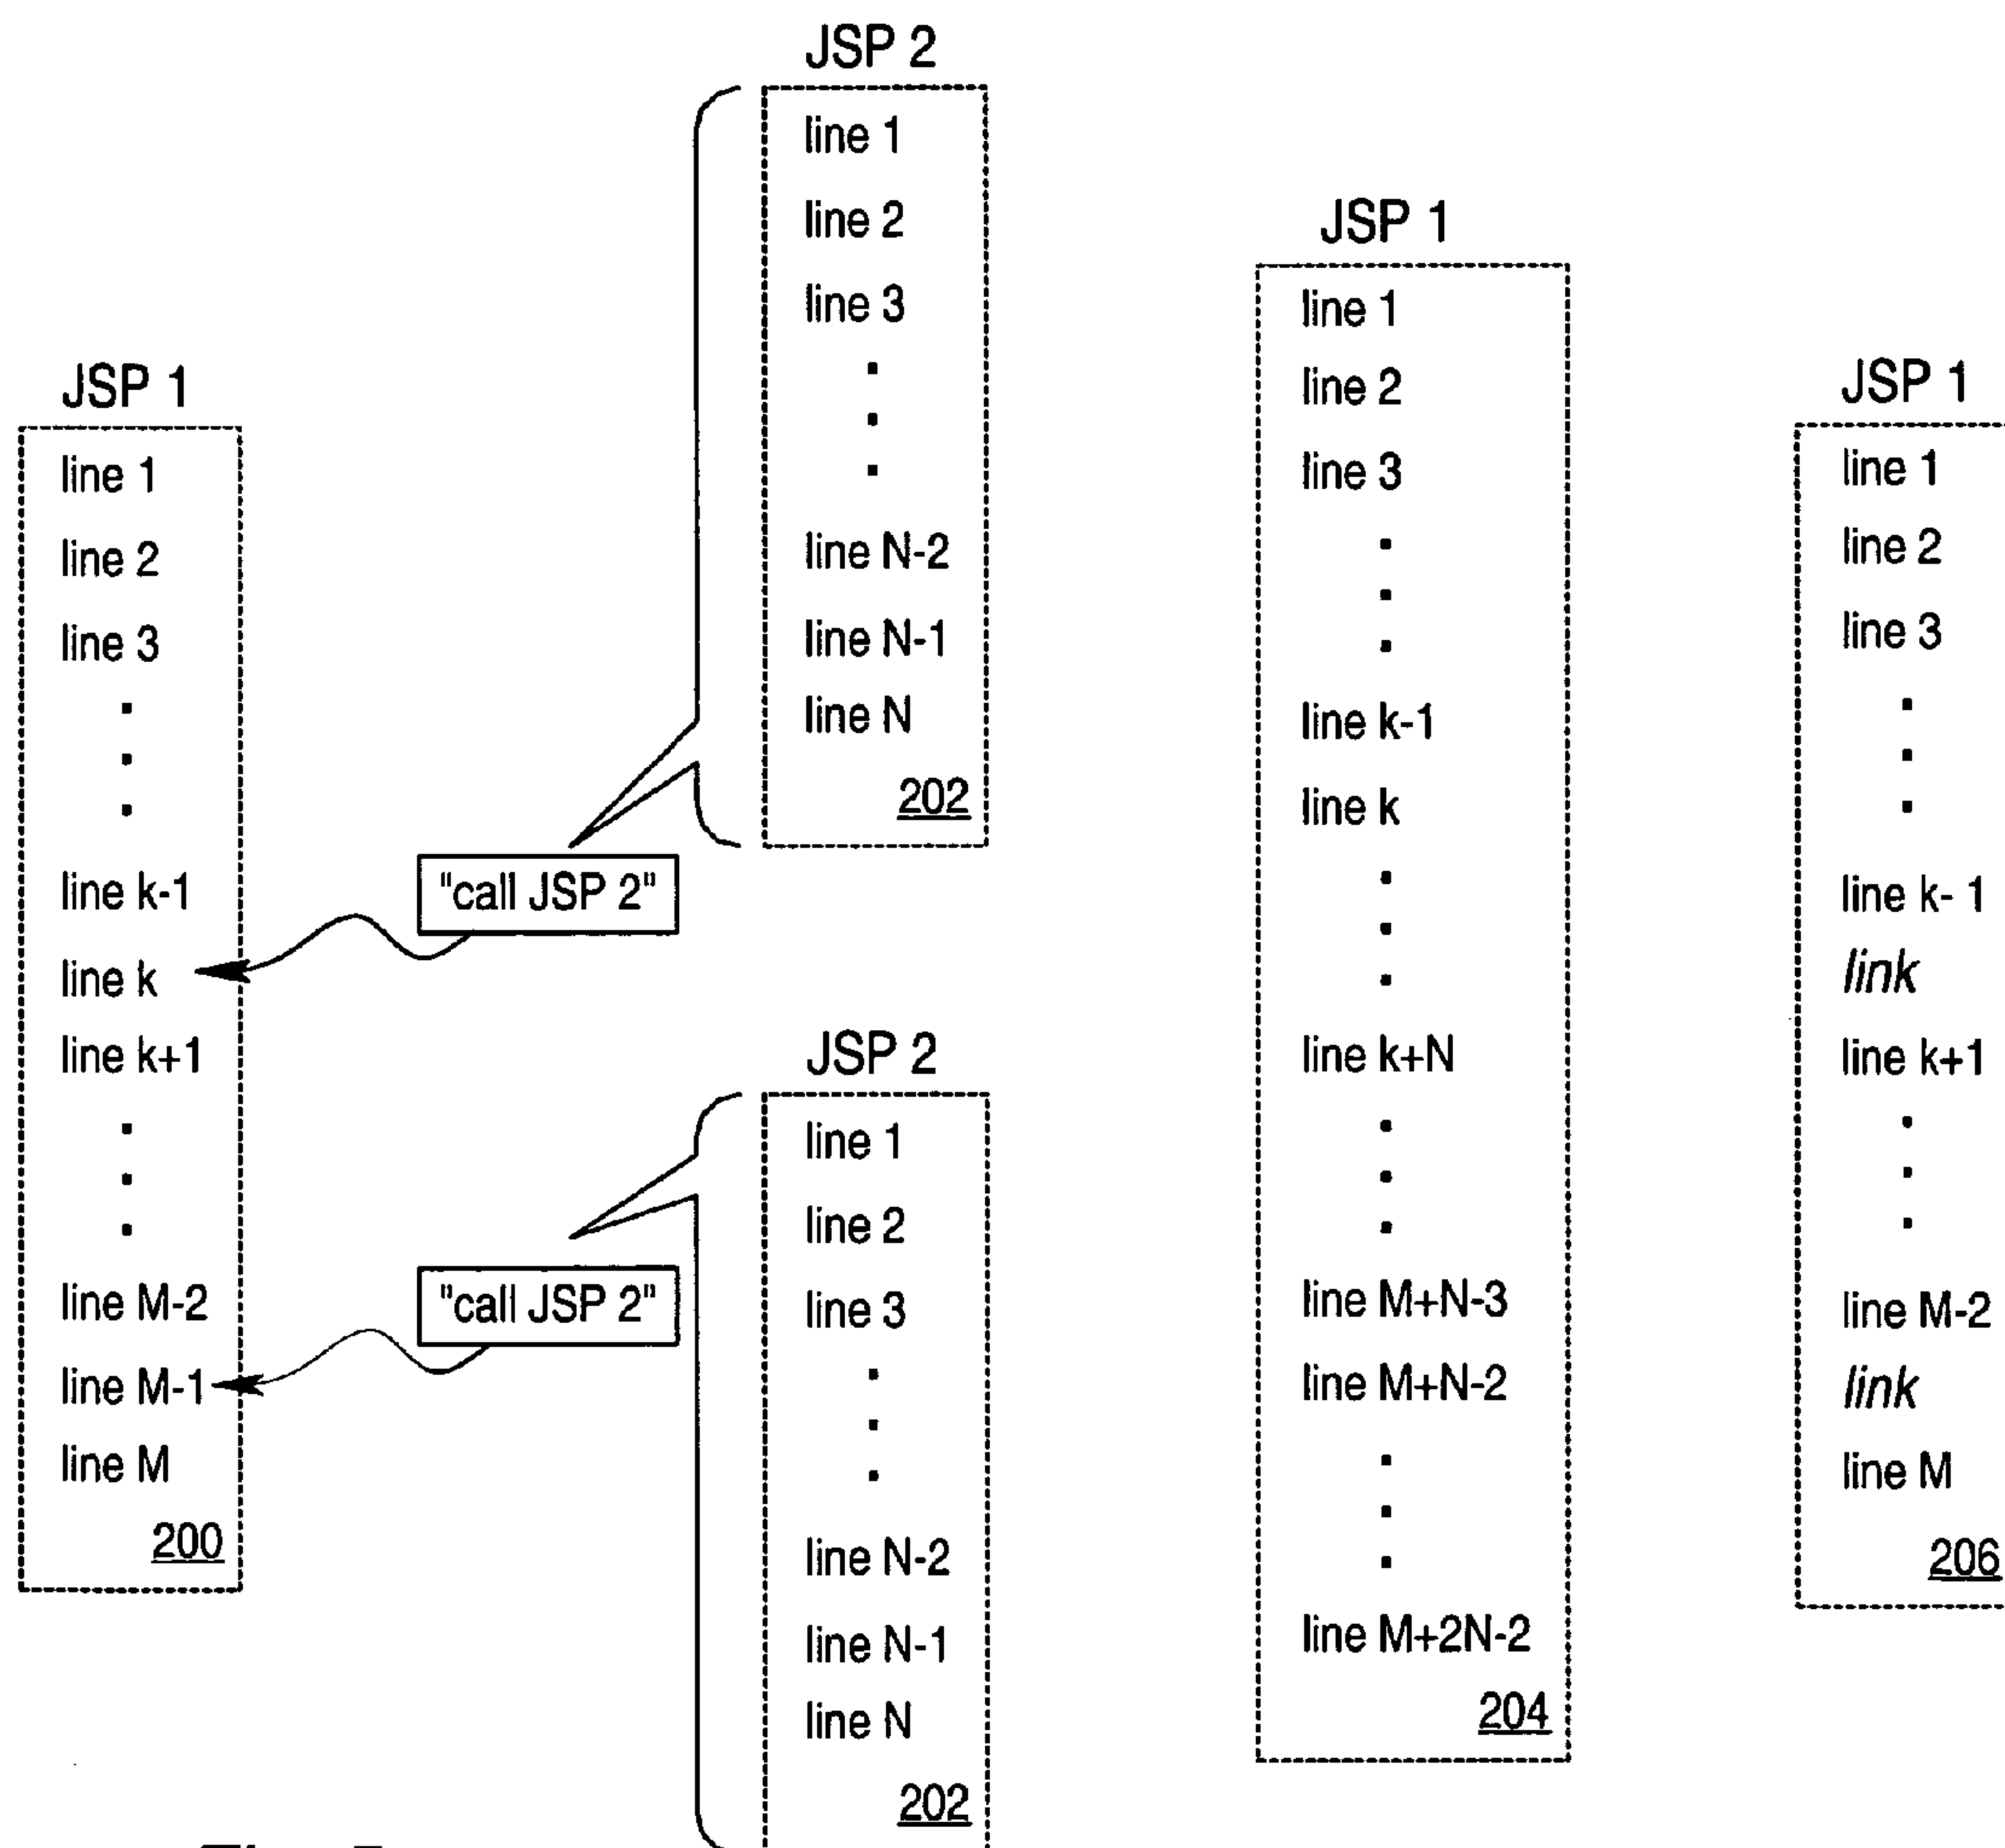 JSP 1
line 1
line 2
line 3
line k-1
line k
line k+1
line M-2
line M-1
line M
200
"call JSP 2"
"call JSP 2"
JSP 2
line 1
line 2
line 3
line N-2
line N-1
line N
202
JSP 2
line 1
line 2
line 3
line N-2
line N-1
line N
202
JSP 1
line 1
line 2
line 3
line k-1
line k
line k+N
line M+N-3
line M+N-2
line M+2N-2
204
JSP 1
line 1
line 2
line 3
line k- 1
link
line k+1
line M-2
link
line M
206